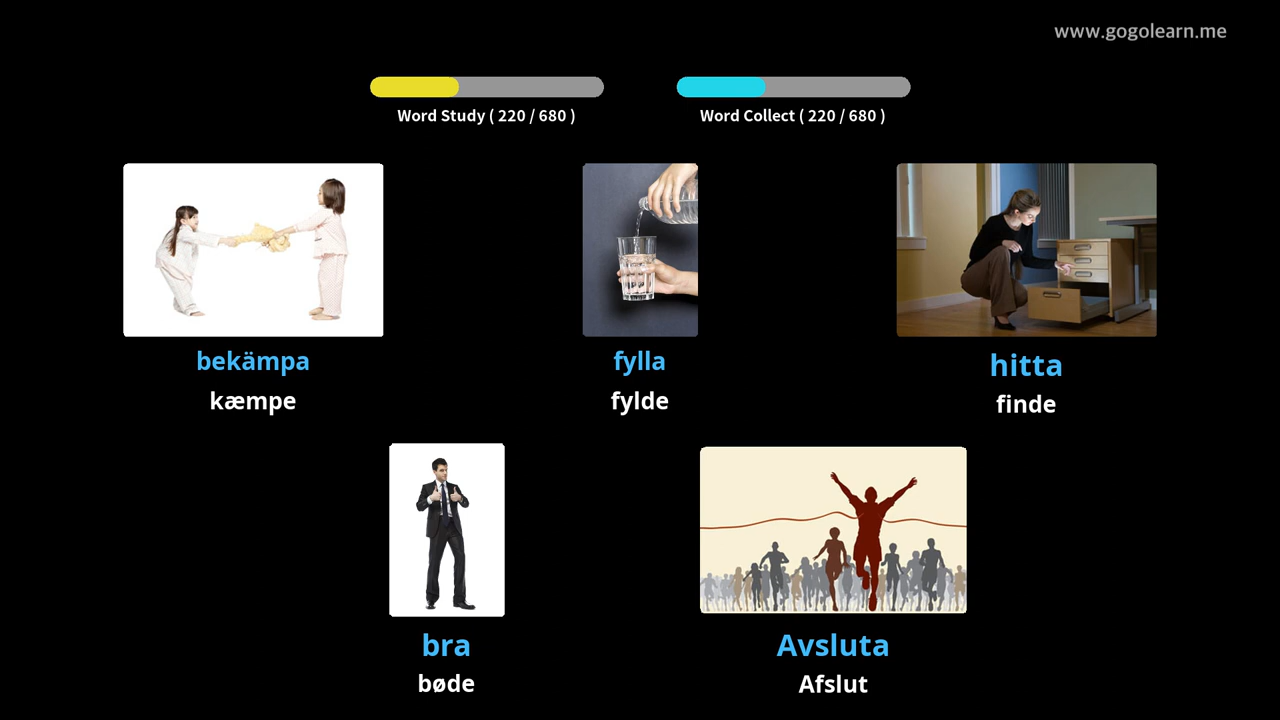 www.gogolearn.me
Word Study ( 220 / 680 )
Word Collect ( 220 / 680 )
bekämpa
kæmpe
fylla
fylde
hitta
finde
bra
bøde
Avsluta
Afslut